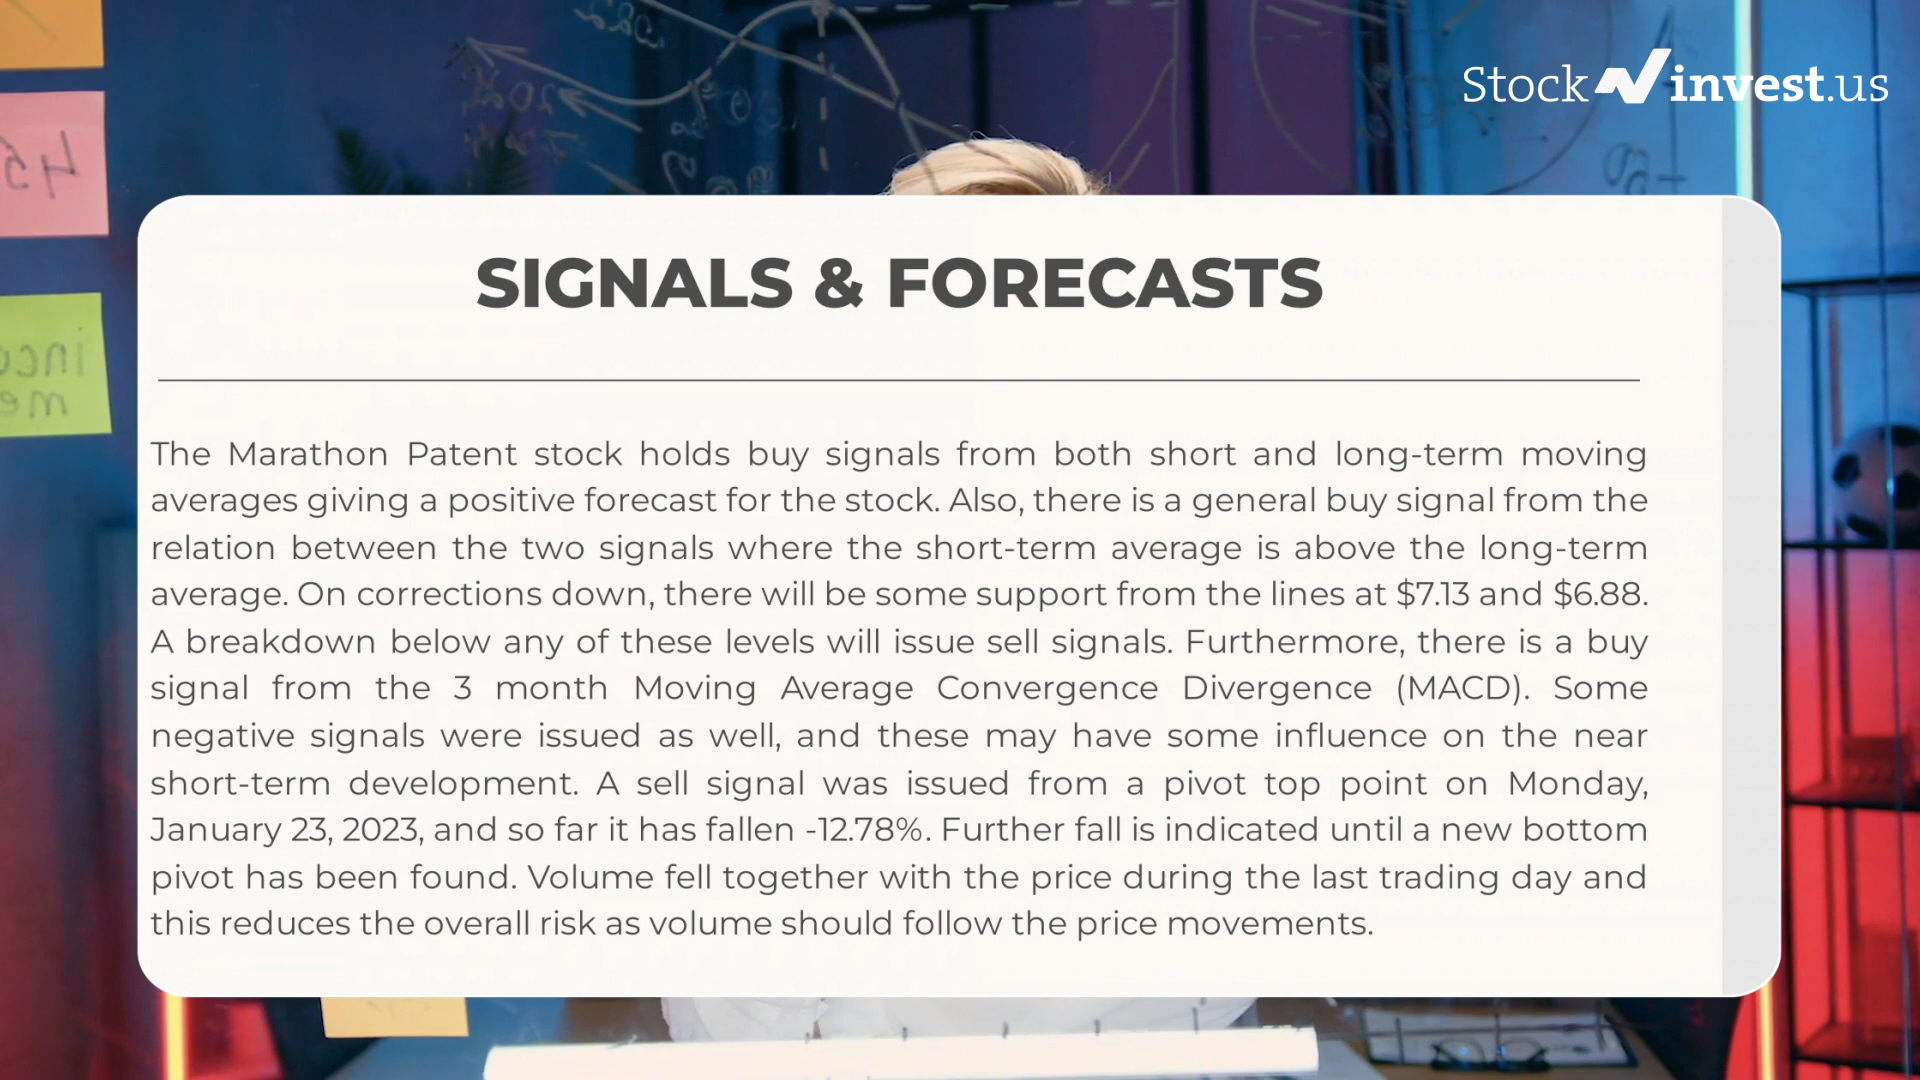 Stock invest.us
SIGNALS & FORECASTS
The Marathon Patent stock holds buy signals from both short and long-term moving
averages giving a positive forecast for the stock. Also, there is a general buy signal from the
relation between the two signals where the short-term average is above the long-term
average. On corrections down, there will be some support from the lines at $7.13 and $6.88.
A breakdown below any of these levels will issue sell signals. Furthermore, there is a buy
signal from the 3 month Moving Average Convergence Divergence (MACD). Some
negative signals were issued as well, and these may have some influence on the near
short-term development. A sell signal was issued from a pivot top point on Monday,
January 23, 2023, and so far it has fallen -12.78%. Further fall is indicated until a new bottom
pivot has been found. Volume fell together with the price during the last trading day and
this reduces the overall risk as volume should follow the price movements.
inco
me